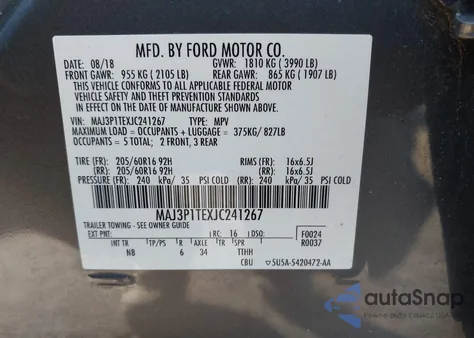 MFD. BY FORD MOTOR CO.
DATE: 08/18 GVWR: 1810 KG ( 3990 LB)
FRONT GAWR: 955 KG ( 2105 LB) REAR GAWR: 865 KG ( 1907 LB)
THIS VEHICLE CONFORMS TO ALL APPLICABLE FEDERAL MOTOR
VEHICLE SAFETY AND BUMPER STANDARDS IN EFFECT ON THE DATE
OF MANUFACTURE SHOWN ABOVE.
VIN: MAJ3P1TEXJC241267 TYPE: MPV
MAXIMUM LOAD = OCCUPANTS + LUGGAGE = 375KG/ 827LB
OCCUPANTS = 5 TOTAL; 2 FRONT, 3 REAR
TIRE (FR): 205/60R16 92H RIMS (FR): 16x6.5J
(RR): 205/60R16 92H (RR): 16x6.5J
PRESSURE (FR): 240 kPa/ 35 PSI COLD (RR): 240 kPa/ 35 PSI COLD
MAJ3P1TEXJC241267
TRAILER TOWING - SEE OWNER GUIDE
EXT PNT: RC: 16 DSO: F0024
R0037
INT TR TP/PS R TR SPR
NB 6 34 TTHH
CBU 5U5A-5420472-AA
autoSnap